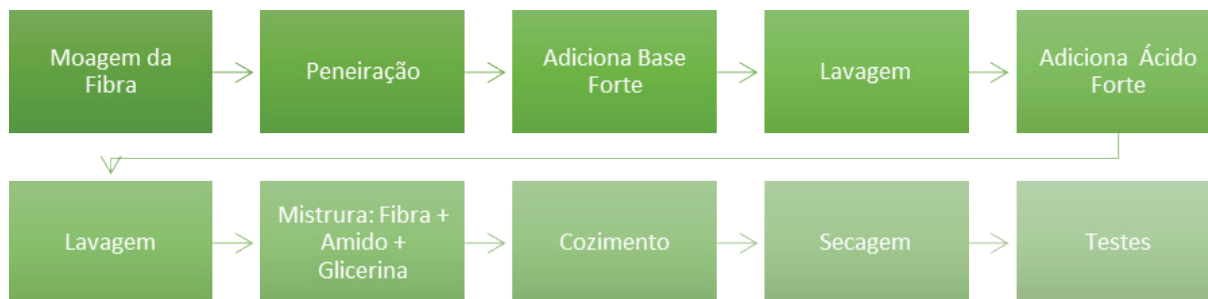 Moagem da
Fibra
Peneiração
Adiciona Base
Forte
Lavagem
Adiciona Ácido
Forte
Lavagem
Mistrura: Fibra +
Amido +
Glicerina
Cozimento
Secagem
Testes